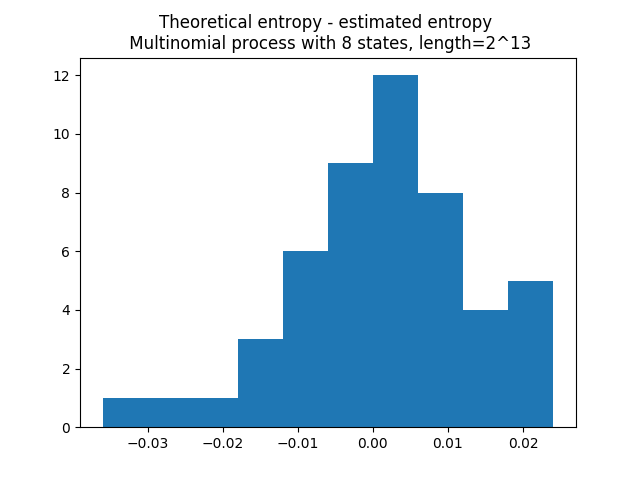 Theoretical entropy - estimated entropy
Multinomial process with 8 states, length=2^13
12
10
8
6
4
2
0
−0.03 −0.02 −0.01 0.00 0.01 0.02